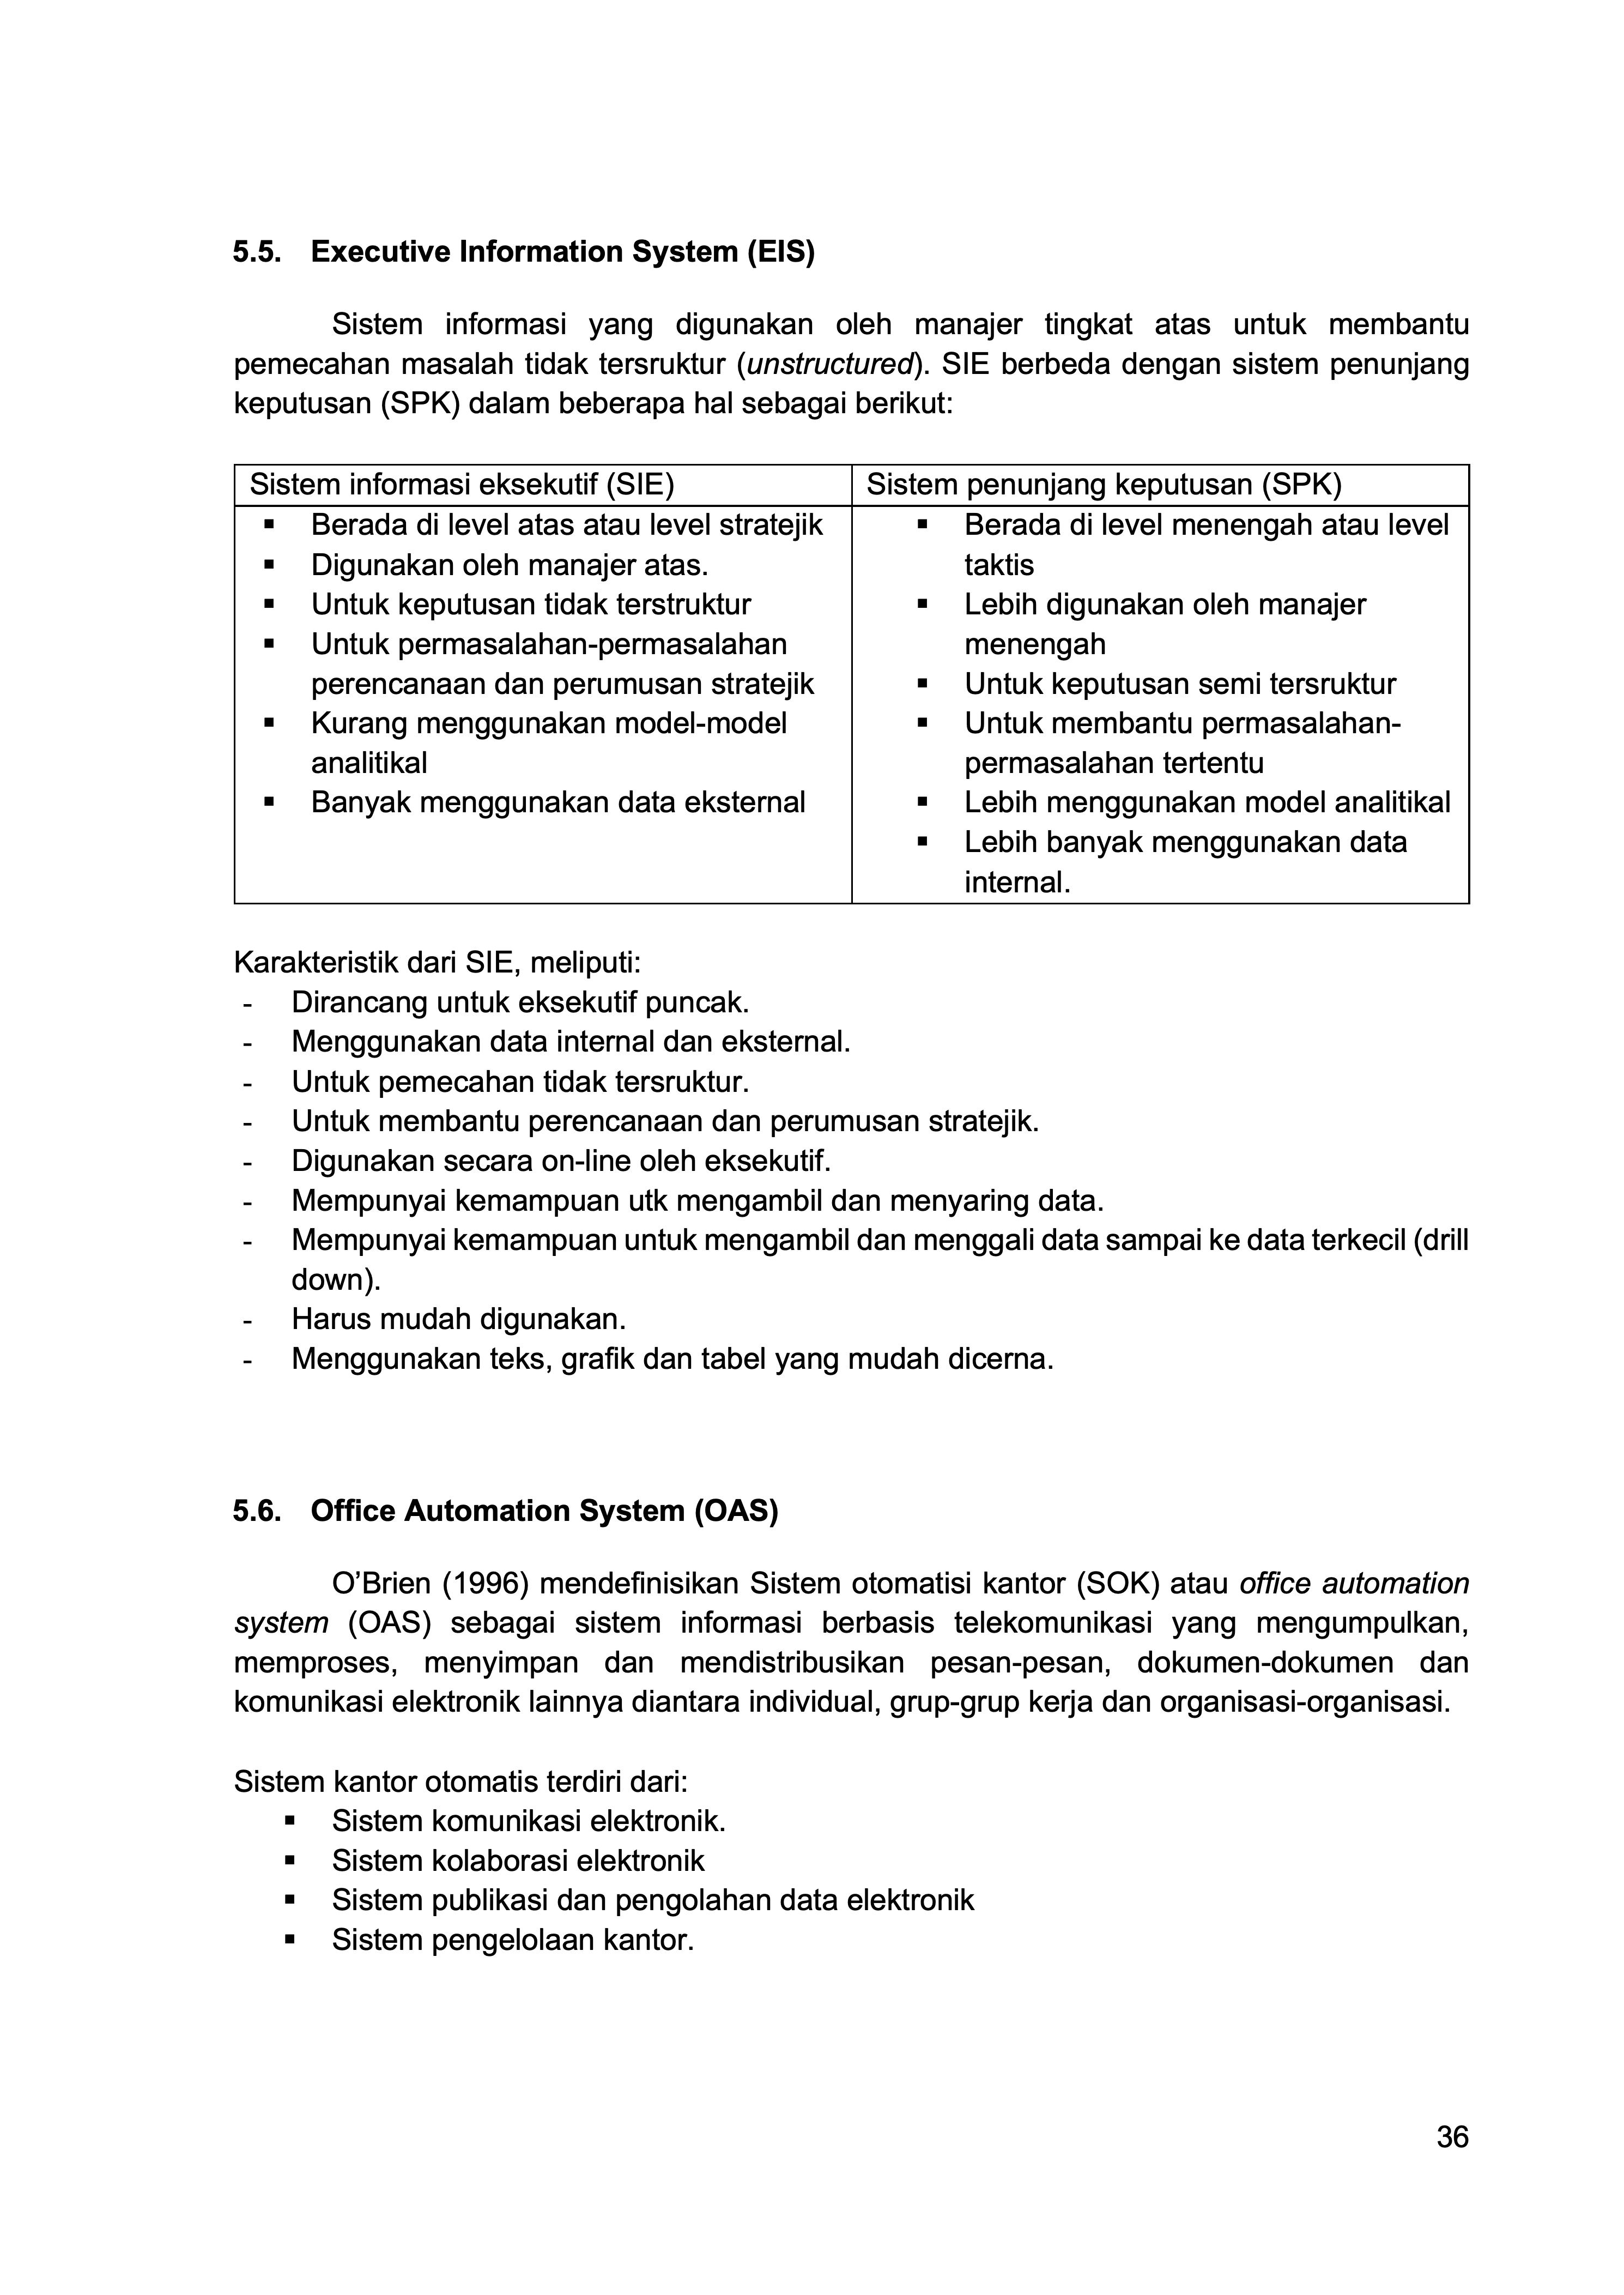 5.5. Executive Information System (EIS)
Sistem informasi yang digunakan oleh manajer tingkat atas untuk membantu
pemecahan masalah tidak tersruktur (unstructured). SIE berbeda dengan sistem penunjang
keputusan (SPK) dalam beberapa hal sebagai berikut:
Sistem informasi eksekutif (SIE)
▪ Berada di level atas atau level stratejik
▪ Digunakan oleh manajer atas.
▪ Untuk keputusan tidak terstruktur
▪ Untuk permasalahan-permasalahan
perencanaan dan perumusan stratejik
▪ Kurang menggunakan model-model
analitikal
▪ Banyak menggunakan data eksternal
Sistem penunjang keputusan (SPK)
▪ Berada di level menengah atau level
taktis
▪ Lebih digunakan oleh manajer
menengah
▪ Untuk keputusan semi tersruktur
▪ Untuk membantu permasalahan-
permasalahan tertentu
▪ Lebih menggunakan model analitikal
▪ Lebih banyak menggunakan data
internal.
Karakteristik dari SIE, meliputi:
- Dirancang untuk eksekutif puncak.
- Menggunakan data internal dan eksternal.
- Untuk pemecahan tidak tersruktur.
- Untuk membantu perencanaan dan perumusan stratejik.
- Digunakan secara on-line oleh eksekutif.
- Mempunyai kemampuan utk mengambil dan menyaring data.
- Mempunyai kemampuan untuk mengambil dan menggali data sampai ke data terkecil (drill
down).
- Harus mudah digunakan.
- Menggunakan teks, grafik dan tabel yang mudah dicerna.
5.6. Office Automation System (OAS)
O’Brien (1996) mendefinisikan Sistem otomatisi kantor (SOK) atau office automation
system (OAS) sebagai sistem informasi berbasis telekomunikasi yang mengumpulkan,
memproses, menyimpan dan mendistribusikan pesan-pesan, dokumen-dokumen dan
komunikasi elektronik lainnya diantara individual, grup-grup kerja dan organisasi-organisasi.
Sistem kantor otomatis terdiri dari:
▪ Sistem komunikasi elektronik.
▪ Sistem kolaborasi elektronik
▪ Sistem publikasi dan pengolahan data elektronik
▪ Sistem pengelolaan kantor.
36